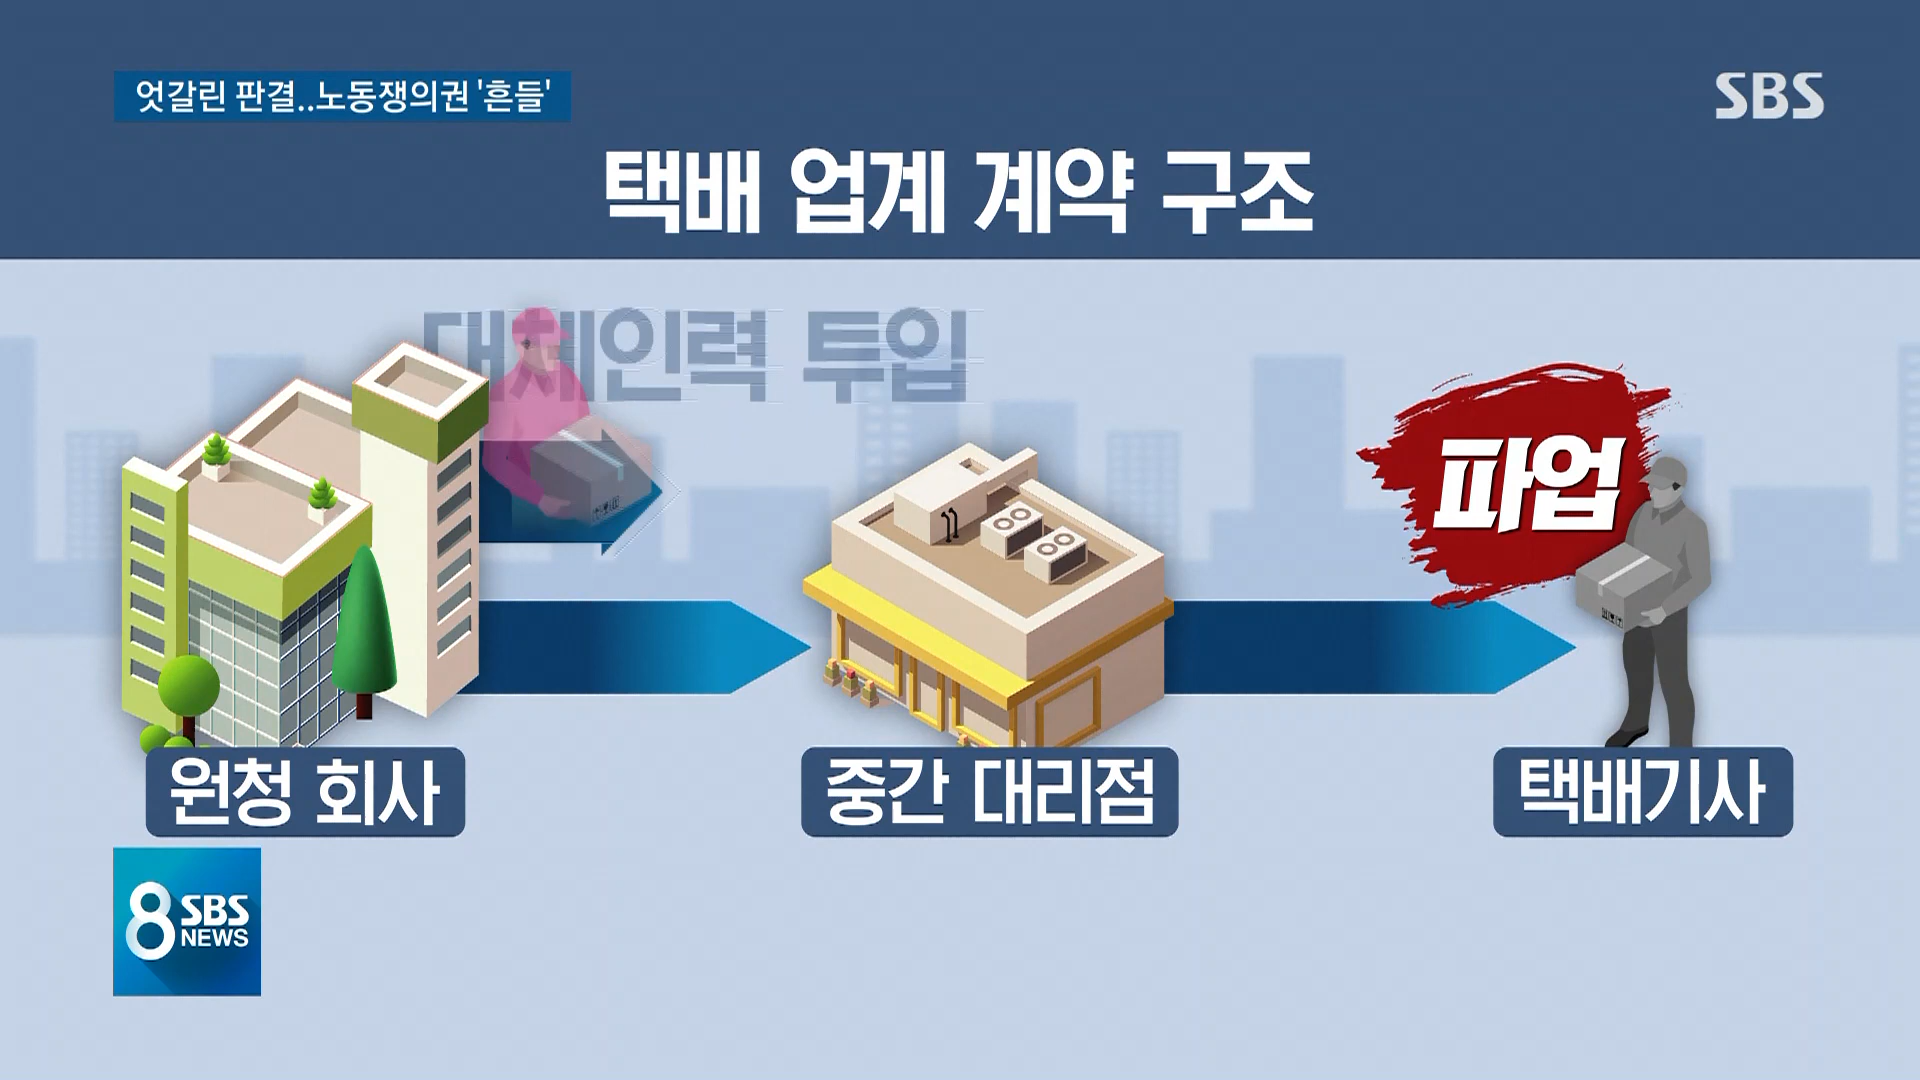 엇갈린 판결..노동쟁의권 '흔들'
SBS
택배 업계 계약 구조
대체인력 투입
파업
원청 회사
중간 대리점
택배기사
8 SBS
NEWS